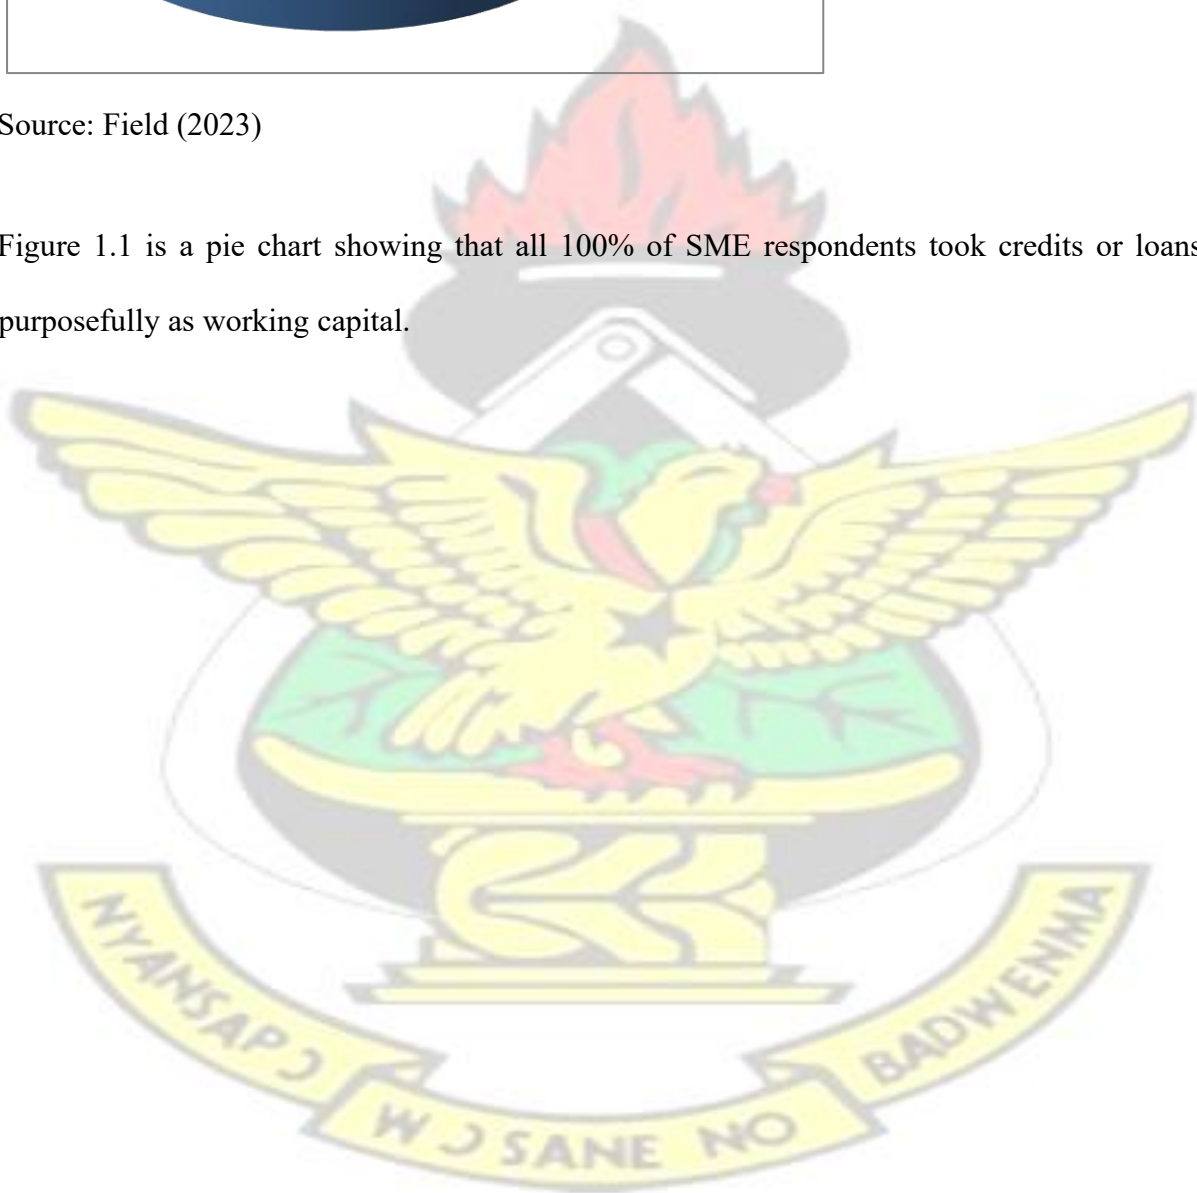 Source: Field (2023)
Figure 1.1 is a pie chart showing that all 100% of SME respondents took credits or loans
purposefully as working capital.
NYANSAPƆ
WƆSANE NO
BADWENMA